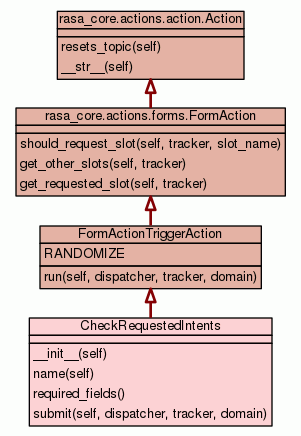 rasa_core.actions.action.Action
resets_topic(self)
__str__(self)
rasa_core.actions.forms.FormAction
should_request_slot(self, tracker, slot_name)
get_other_slots(self, tracker)
get_requested_slot(self, tracker)
FormActionTriggerAction
RANDOMIZE
run(self, dispatcher, tracker, domain)
CheckRequestedIntents
__init__(self)
name(self)
required_fields()
submit(self, dispatcher, tracker, domain)